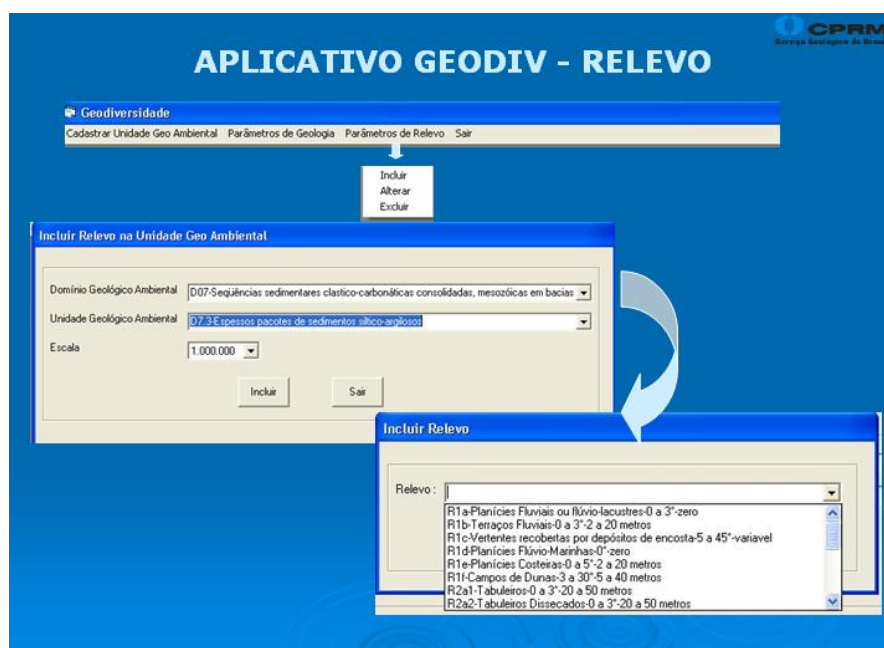 CPRM
Serviço Geológico do Brasil
APLICATIVO GEODIV - RELEVO
Geodiversidade
Cadastrar Unidade Geo Ambiental Parâmetros de Geologia Parâmetros de Relevo Sair
Incluir
Alterar
Excluir
Incluir Relevo na Unidade Geo Ambiental
Domínio Geológico Ambiental D07-Seqüências sedimentares clastico-carbonáticas consolidadas, mesozóicas em bacias
Unidade Geológico Ambiental D7.3-Espessos pacotes de sedimentos síltico-argilosos
Escala 1.000.000
Incluir Sair
Incluir Relevo
Relevo :
R1a-Planícies Fluviais ou flúvio-lacustres-0 a 3°-zero
R1b-Terraços Fluviais-0 a 3°-2 a 20 metros
R1c-Vertentes recobertas por depósitos de encosta-5 a 45°-variavel
R1d-Planícies Flúvio-Marinhas-0°-zero
R1e-Planícies Costeiras-0 a 5°-2 a 20 metros
R1f-Campos de Dunas-3 a 30°-5 a 40 metros
R2a1-Tabuleiros-0 a 3°-20 a 50 metros
R2a2-Tabuleiros Dissecados-0 a 3°-20 a 50 metros